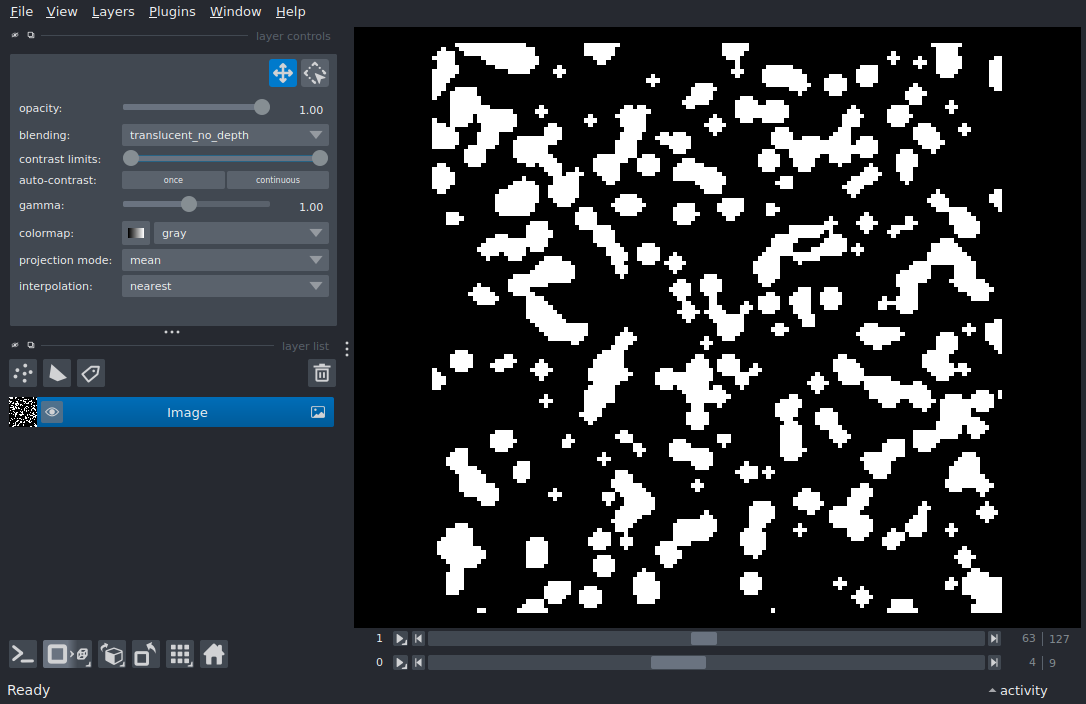 File View Layers Plugins Window Help
layer controls
opacity: 1.00
blending: translucent_no_depth
contrast limits:
auto-contrast: once continuous
gamma: 1.00
colormap: gray
projection mode: mean
interpolation: nearest
layer list
Image
1 63 127
0 4 9
Ready activity